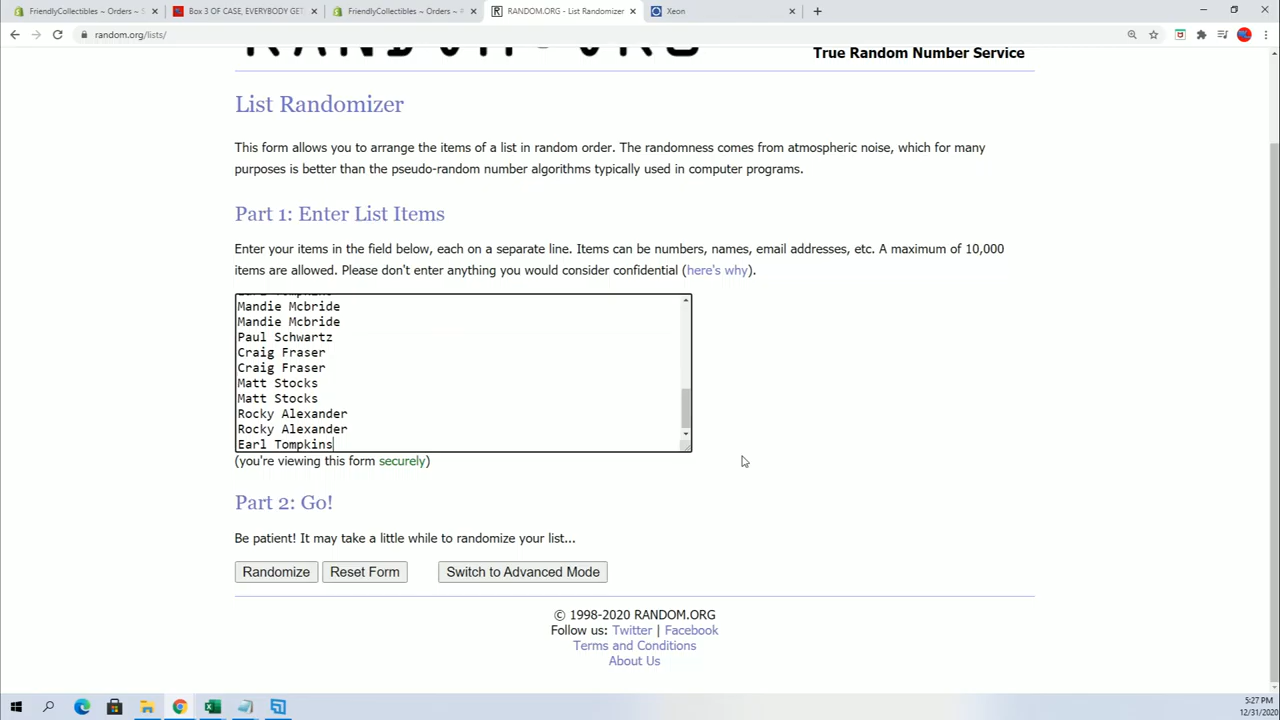 FriendlyCollectibles ~ Orders ~ S
Box 3 OF CASE, EVERYBODY GET
FriendlyCollectibles ~ Orders ~
RANDOM.ORG - List Randomizer
Xeon
random.org/lists/
RANDOM.ORG
True Random Number Service
List Randomizer
This form allows you to arrange the items of a list in random order. The randomness comes from atmospheric noise, which for many
purposes is better than the pseudo-random number algorithms typically used in computer programs.
Part 1: Enter List Items
Enter your items in the field below, each on a separate line. Items can be numbers, names, email addresses, etc. A maximum of 10,000
items are allowed. Please don't enter anything you would consider confidential (here's why).
Mandie Mcbride
Mandie Mcbride
Paul Schwartz
Craig Fraser
Craig Fraser
Matt Stocks
Matt Stocks
Rocky Alexander
Rocky Alexander
Earl Tompkins
(you're viewing this form securely)
Part 2: Go!
Be patient! It may take a little while to randomize your list...
Randomize
Reset Form
Switch to Advanced Mode
© 1998-2020 RANDOM.ORG
Follow us: Twitter | Facebook
Terms and Conditions
About Us
5:27 PM
12/31/2020